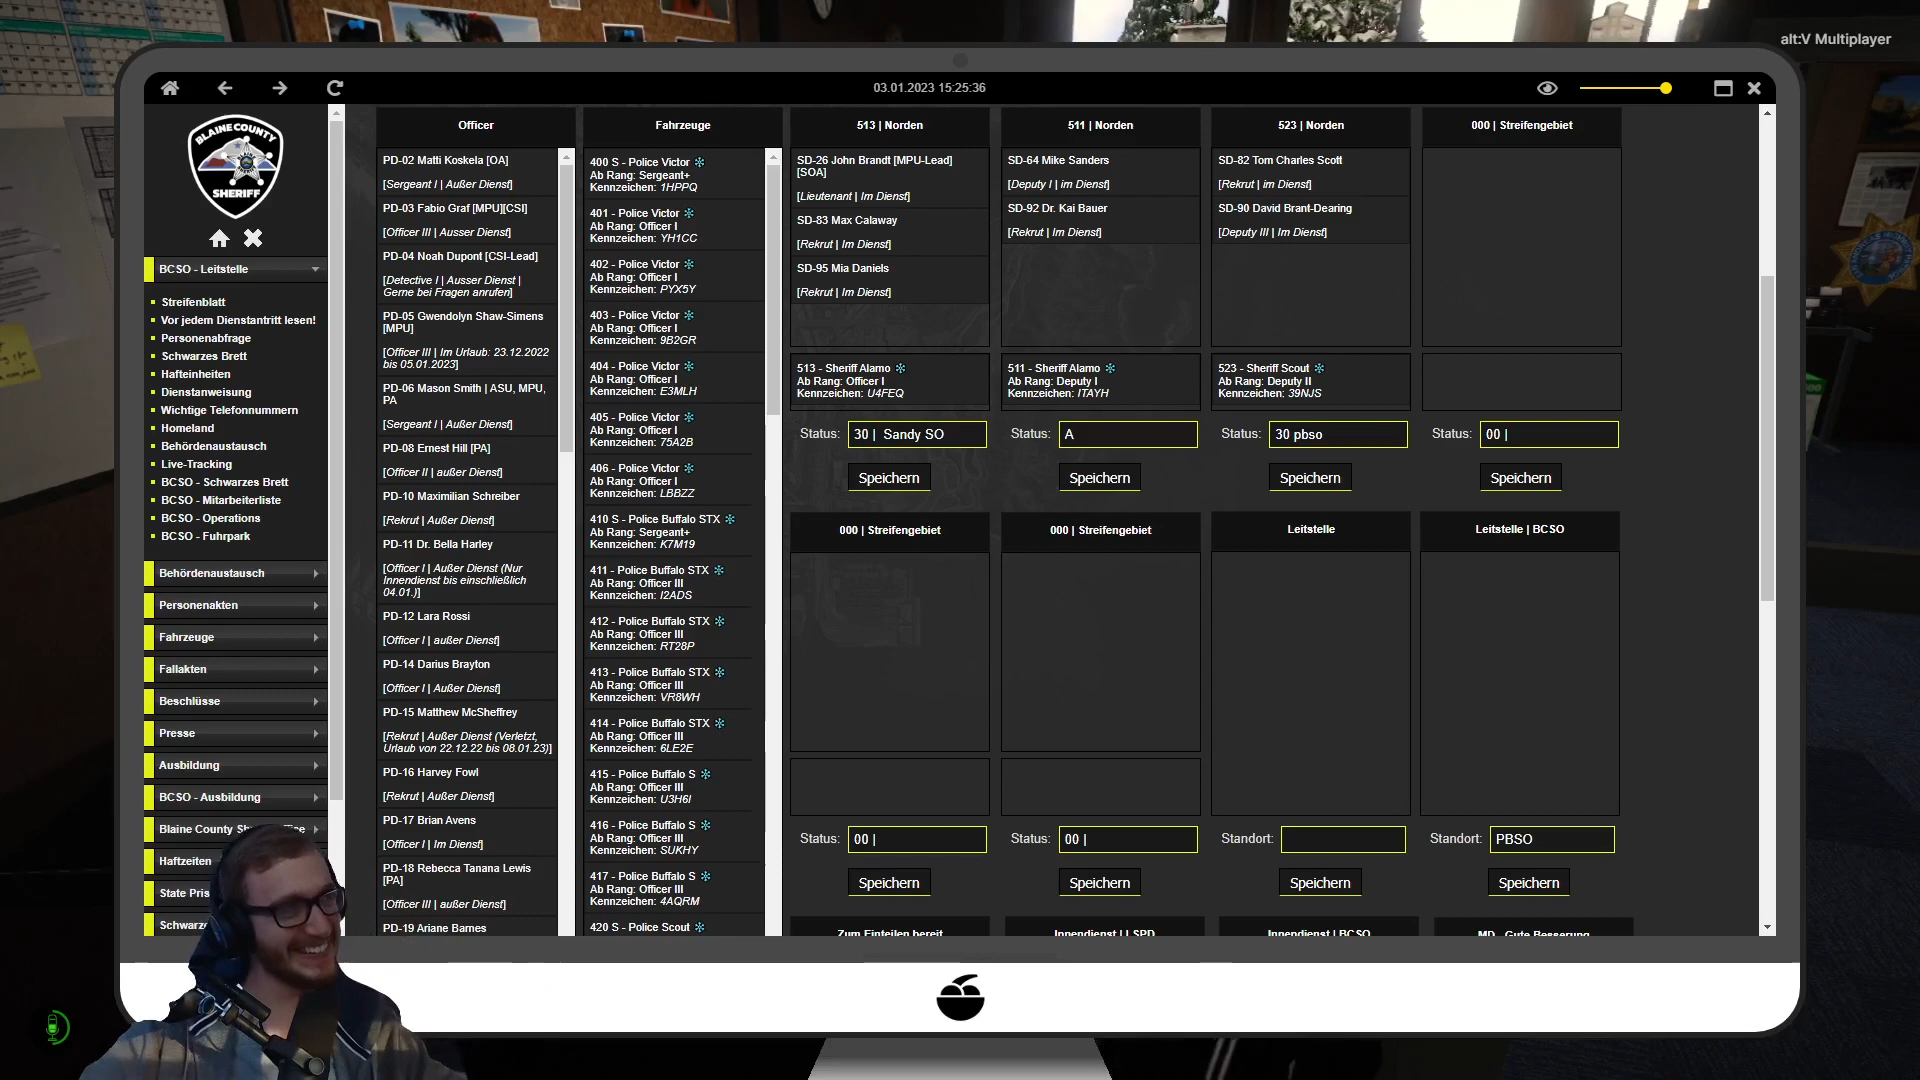 alt:V Multiplayer
03.01.2023 15:25:36
BLAINE COUNTY
SHERIFF
BCSO - Leitstelle
Streifenblatt
Vor jedem Dienstantritt lesen!
Personenabfrage
Schwarzes Brett
Hafteinheiten
Dienstanweisung
Wichtige Telefonnummern
Homeland
Behördenaustausch
Live-Tracking
BCSO - Schwarzes Brett
BCSO - Mitarbeiterliste
BCSO - Operations
BCSO - Fuhrpark
Behördenaustausch
Personenakten
Fahrzeuge
Fallakten
Beschlüsse
Presse
Ausbildung
BCSO - Ausbildung
Blaine County
Haftzeiten
State
Officer
PD-02 Matti Koskela [OA]
[Sergeant I | Außer Dienst]
PD-03 Fabio Graf [MPU][CSI]
[Officer III | Ausser Dienst]
PD-04 Noah Dupont [CSI-Lead]
[Detective I | Ausser Dienst |
Gerne bei Fragen anrufen]
PD-05 Gwendolyn Shaw-Simens
[MPU]
[Officer III | Im Urlaub: 23.12.2022
bis 05.01.2023]
PD-06 Mason Smith | ASU, MPU,
PA
[Sergeant I | Außer Dienst]
PD-08 Ernest Hill [PA]
[Officer II | außer Dienst]
PD-10 Maximilian Schreiber
[Rekrut | Außer Dienst]
PD-11 Dr. Bella Harley
[Officer I | Außer Dienst (Nur
Innendienst bis einschließlich
04.01.)]
PD-12 Lara Rossi
[Officer I | außer Dienst]
PD-14 Darius Brayton
[Officer I | Außer Dienst]
PD-15 Matthew McSheffrey
[Rekrut | Außer Dienst (Verletzt,
Urlaub von 22.12.22 bis 08.01.23)]
PD-16 Harvey Fowl
[Rekrut | Außer Dienst]
PD-17 Brian Avens
[Officer I | Im Dienst]
PD-18 Rebecca Tanana Lewis
[PA]
[Officer III | außer Dienst]
PD-19 Ariane Barnes
Fahrzeuge
400 S - Police Victor
Ab Rang: Sergeant+
Kennzeichen: 1HPPQ
401 - Police Victor
Ab Rang: Officer I
Kennzeichen: YH1CC
402 - Police Victor
Ab Rang: Officer I
Kennzeichen: PYX5Y
403 - Police Victor
Ab Rang: Officer I
Kennzeichen: 9B2GR
404 - Police Victor
Ab Rang: Officer I
Kennzeichen: E3MLH
405 - Police Victor
Ab Rang: Officer I
Kennzeichen: 75A2B
406 - Police Victor
Ab Rang: Officer I
Kennzeichen: LBBZZ
410 S - Police Buffalo STX
Ab Rang: Sergeant+
Kennzeichen: K7M19
411 - Police Buffalo STX
Ab Rang: Officer III
Kennzeichen: I2ADS
412 - Police Buffalo STX
Ab Rang: Officer III
Kennzeichen: RT28P
413 - Police Buffalo STX
Ab Rang: Officer III
Kennzeichen: VR8WH
414 - Police Buffalo STX
Ab Rang: Officer III
Kennzeichen: 6LE2E
415 - Police Buffalo S
Ab Rang: Officer III
Kennzeichen: U3H6I
416 - Police Buffalo S
Ab Rang: Officer III
Kennzeichen: SUKHY
417 - Police Buffalo S
Ab Rang: Officer III
Kennzeichen: 4AQRM
420 S - Police Scout
513 | Norden
SD-26 John Brandt [MPU-Lead]
[SOA]
[Lieutenant | Im Dienst]
SD-83 Max Calaway
[Rekrut | Im Dienst]
SD-95 Mia Daniels
[Rekrut | Im Dienst]
513 - Sheriff Alamo
Ab Rang: Officer I
Kennzeichen: U4FEQ
Status: 30 | Sandy SO
Speichern
511 | Norden
SD-64 Mike Sanders
[Deputy I | im Dienst]
SD-92 Dr. Kai Bauer
[Rekrut | Im Dienst]
511 - Sheriff Alamo
Ab Rang: Deputy I
Kennzeichen: ITAYH
Status: A
Speichern
523 | Norden
SD-82 Tom Charles Scott
[Rekrut | im Dienst]
SD-90 David Brant-Dearing
[Deputy III | Im Dienst]
523 - Sheriff Scout
Ab Rang: Deputy II
Kennzeichen: 39NJS
Status: 30 pbso
Speichern
000 | Streifengebiet
Status: 00 |
Speichern
000 | Streifengebiet
Status: 00 |
Speichern
000 | Streifengebiet
Status: 00 |
Speichern
Leitstelle
Standort:
Speichern
Leitstelle | BCSO
Standort: PBSO
Speichern
Zum Einteilen bereit
Innendienst | LSPD
Innendienst | BCSO
MD - Gute Besserung